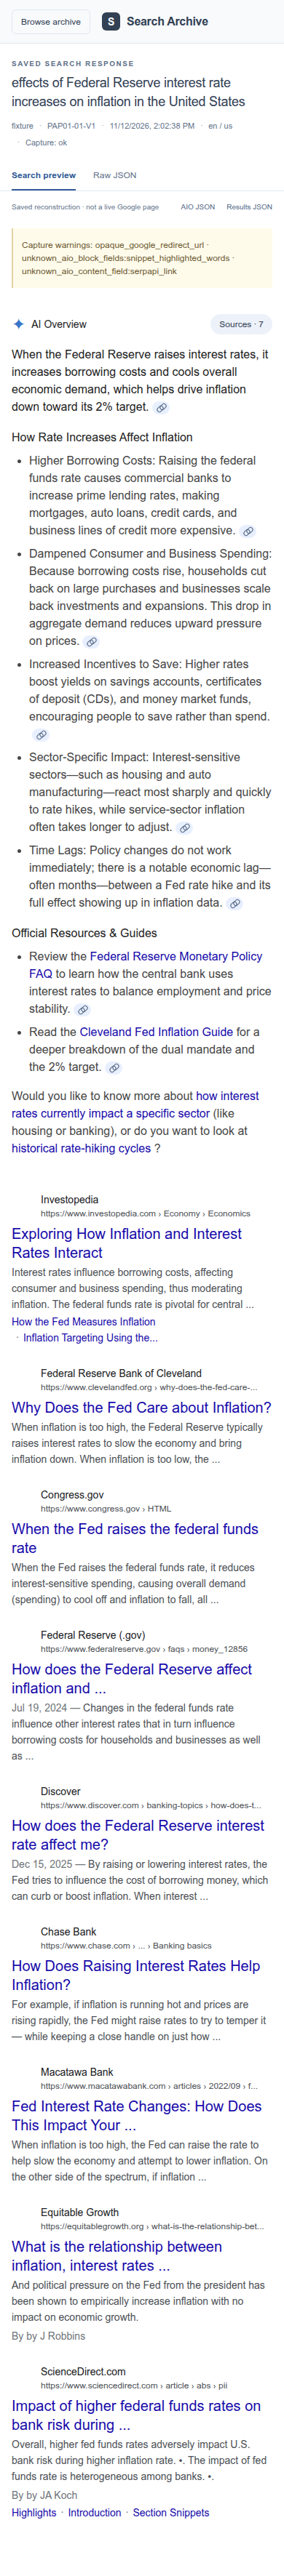 Browse archive
S
Search Archive
SAVED SEARCH RESPONSE
effects of Federal Reserve interest rate
increases on inflation in the United States
fixture · PAP01-01-V1 · 11/12/2026, 2:02:38 PM · en / us
· Capture: ok
Search preview
Raw JSON
Saved reconstruction · not a live Google page
AIO JSON
Results JSON
Capture warnings: opaque_google_redirect_url ·
unknown_aio_block_fields:snippet_highlighted_words ·
unknown_aio_content_field:serpapi_link
AI Overview
Sources · 7
When the Federal Reserve raises interest rates, it
increases borrowing costs and cools overall
economic demand, which helps drive inflation
down toward its 2% target.
How Rate Increases Affect Inflation
• Higher Borrowing Costs: Raising the federal
funds rate causes commercial banks to
increase prime lending rates, making
mortgages, auto loans, credit cards, and
business lines of credit more expensive.
• Dampened Consumer and Business Spending:
Because borrowing costs rise, households cut
back on large purchases and businesses scale
back investments and expansions. This drop in
aggregate demand reduces upward pressure
on prices.
• Increased Incentives to Save: Higher rates
boost yields on savings accounts, certificates
of deposit (CDs), and money market funds,
encouraging people to save rather than spend.
• Sector-Specific Impact: Interest-sensitive
sectors—such as housing and auto
manufacturing—react most sharply and quickly
to rate hikes, while service-sector inflation
often takes longer to adjust.
• Time Lags: Policy changes do not work
immediately; there is a notable economic lag—
often months—between a Fed rate hike and its
full effect showing up in inflation data.
Official Resources & Guides
• Review the Federal Reserve Monetary Policy
FAQ to learn how the central bank uses
interest rates to balance employment and price
stability.
• Read the Cleveland Fed Inflation Guide for a
deeper breakdown of the dual mandate and
the 2% target.
Would you like to know more about how interest
rates currently impact a specific sector (like
housing or banking), or do you want to look at
historical rate-hiking cycles ?
Investopedia
https://www.investopedia.com › Economy › Economics
Exploring How Inflation and Interest
Rates Interact
Interest rates influence borrowing costs, affecting
consumer and business spending, thus moderating
inflation. The federal funds rate is pivotal for central ...
How the Fed Measures Inflation
· Inflation Targeting Using the...
Federal Reserve Bank of Cleveland
https://www.clevelandfed.org › why-does-the-fed-care-...
Why Does the Fed Care about Inflation?
When inflation is too high, the Federal Reserve typically
raises interest rates to slow the economy and bring
inflation down. When inflation is too low, the ...
Congress.gov
https://www.congress.gov › HTML
When the Fed raises the federal funds
rate
When the Fed raises the federal funds rate, it reduces
interest-sensitive spending, causing overall demand
(spending) to cool off and inflation to fall, all ...
Federal Reserve (.gov)
https://www.federalreserve.gov › faqs › money_12856
How does the Federal Reserve affect
inflation and ...
Jul 19, 2024 — Changes in the federal funds rate
influence other interest rates that in turn influence
borrowing costs for households and businesses as well
as ...
Discover
https://www.discover.com › banking-topics › how-does-t...
How does the Federal Reserve interest
rate affect me?
Dec 15, 2025 — By raising or lowering interest rates, the
Fed tries to influence the cost of borrowing money, which
can curb or boost inflation. When interest ...
Chase Bank
https://www.chase.com › ... › Banking basics
How Does Raising Interest Rates Help
Inflation?
For example, if inflation is running hot and prices are
rising rapidly, the Fed might raise rates to try to temper it
— while keeping a close handle on just how ...
Macatawa Bank
https://www.macatawabank.com › articles › 2022/09 › f...
Fed Interest Rate Changes: How Does
This Impact Your ...
When inflation is too high, the Fed can raise the rate to
help slow the economy and attempt to lower inflation. On
the other side of the spectrum, if inflation ...
Equitable Growth
https://equitablegrowth.org › what-is-the-relationship-bet...
What is the relationship between
inflation, interest rates ...
And political pressure on the Fed from the president has
been shown to empirically increase inflation with no
impact on economic growth.
By by J Robbins
ScienceDirect.com
https://www.sciencedirect.com › article › abs › pii
Impact of higher federal funds rates on
bank risk during ...
Overall, higher fed funds rates adversely impact U.S.
bank risk during higher inflation rate. •. The impact of fed
funds rate is heterogeneous among banks. •.
By by JA Koch
Highlights · Introduction · Section Snippets